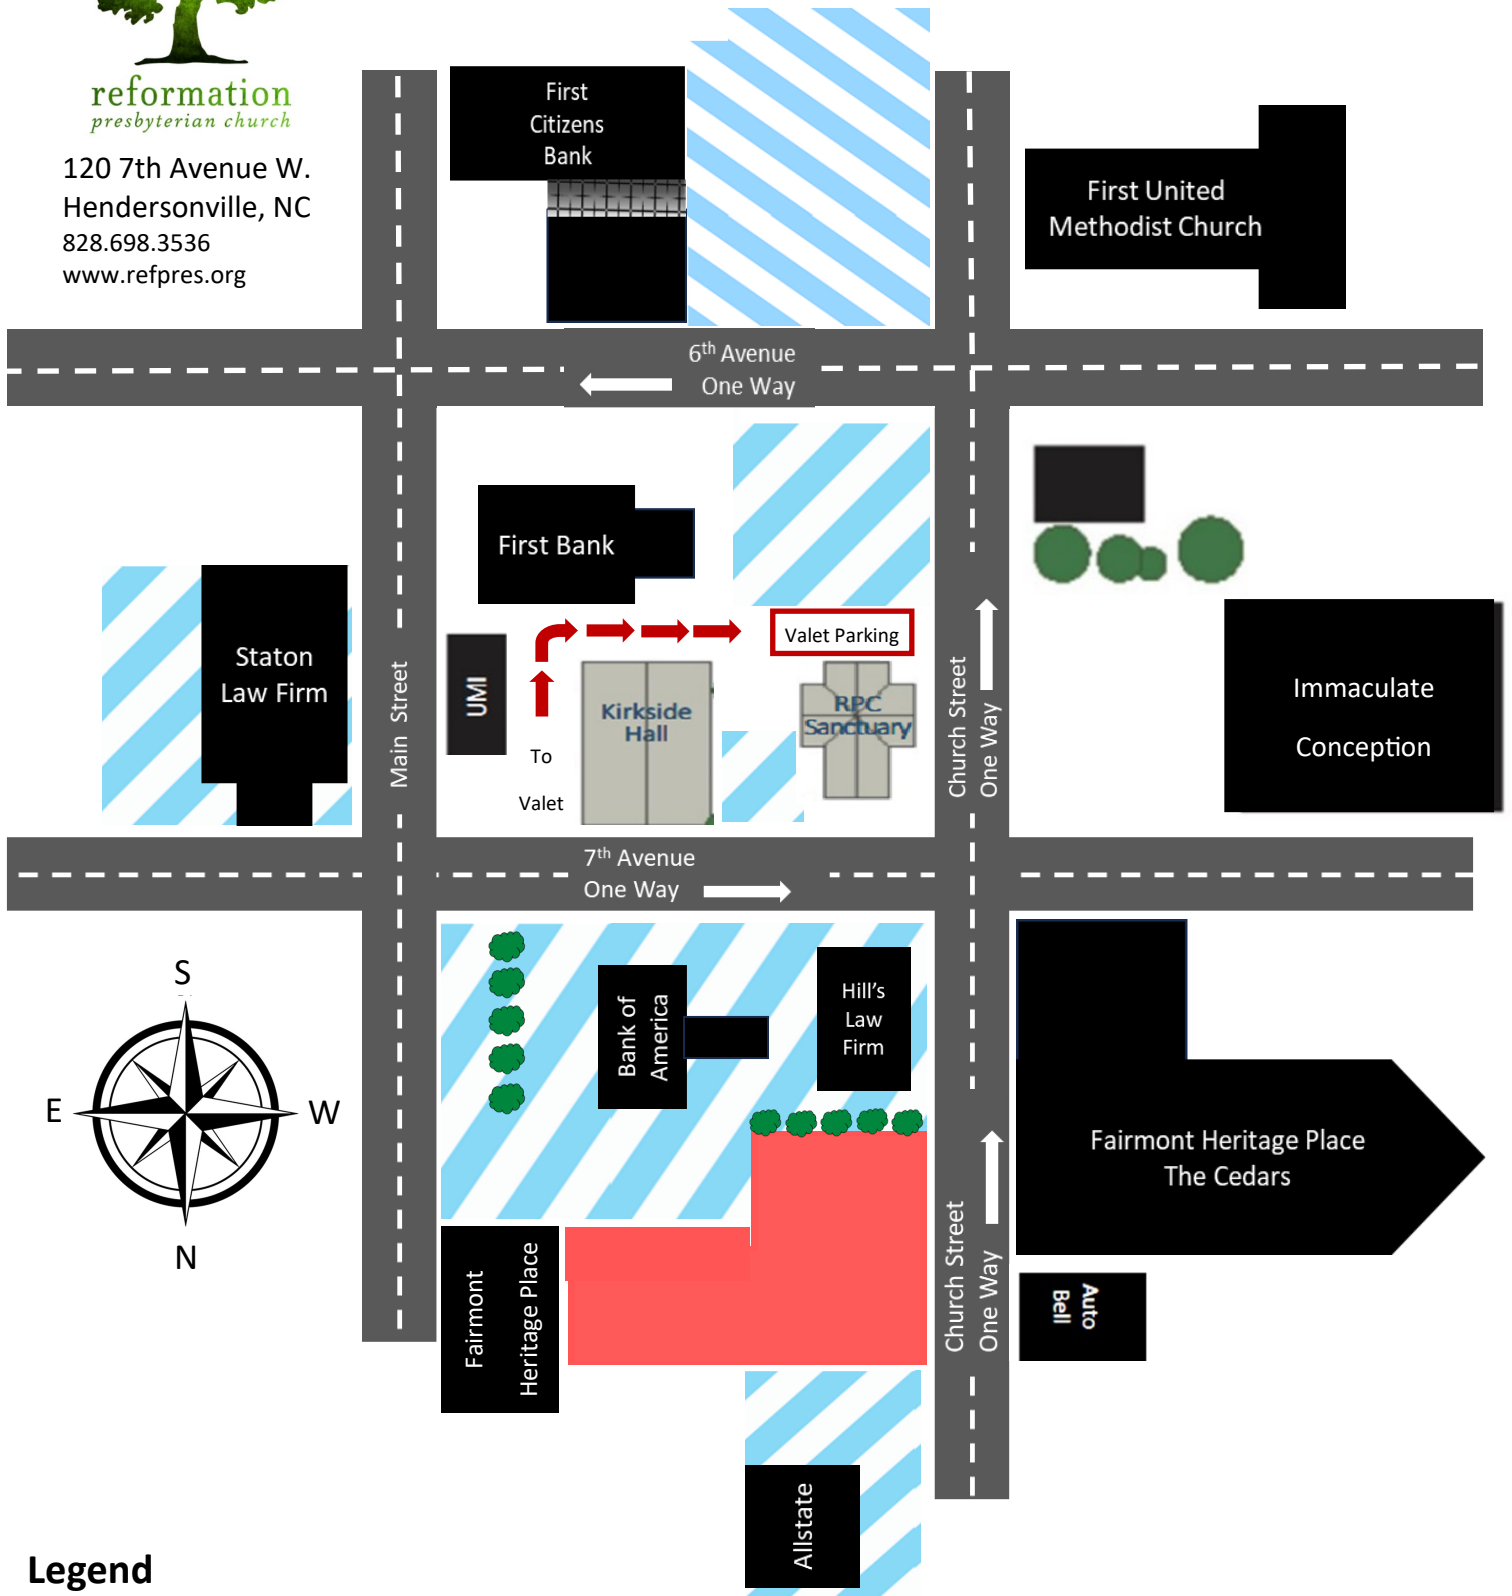 reformation
presbyterian church
120 7th Avenue W.
Hendersonville, NC
828.698.3536
www.refpres.org
First
Citizens
Bank
First United
Methodist Church
6th Avenue
One Way
First Bank
Staton
Law Firm
Main Street
UMI
To
Valet
Kirkside
Hall
Valet Parking
RPC
Sanctuary
Church Street
One Way
Immaculate
Conception
7th Avenue
One Way
S
E
W
N
Bank of
America
Hill's
Law
Firm
Fairmont Heritage Place
The Cedars
Fairmont
Heritage Place
Church Street
One Way
Auto
Bell
Allstate
Legend